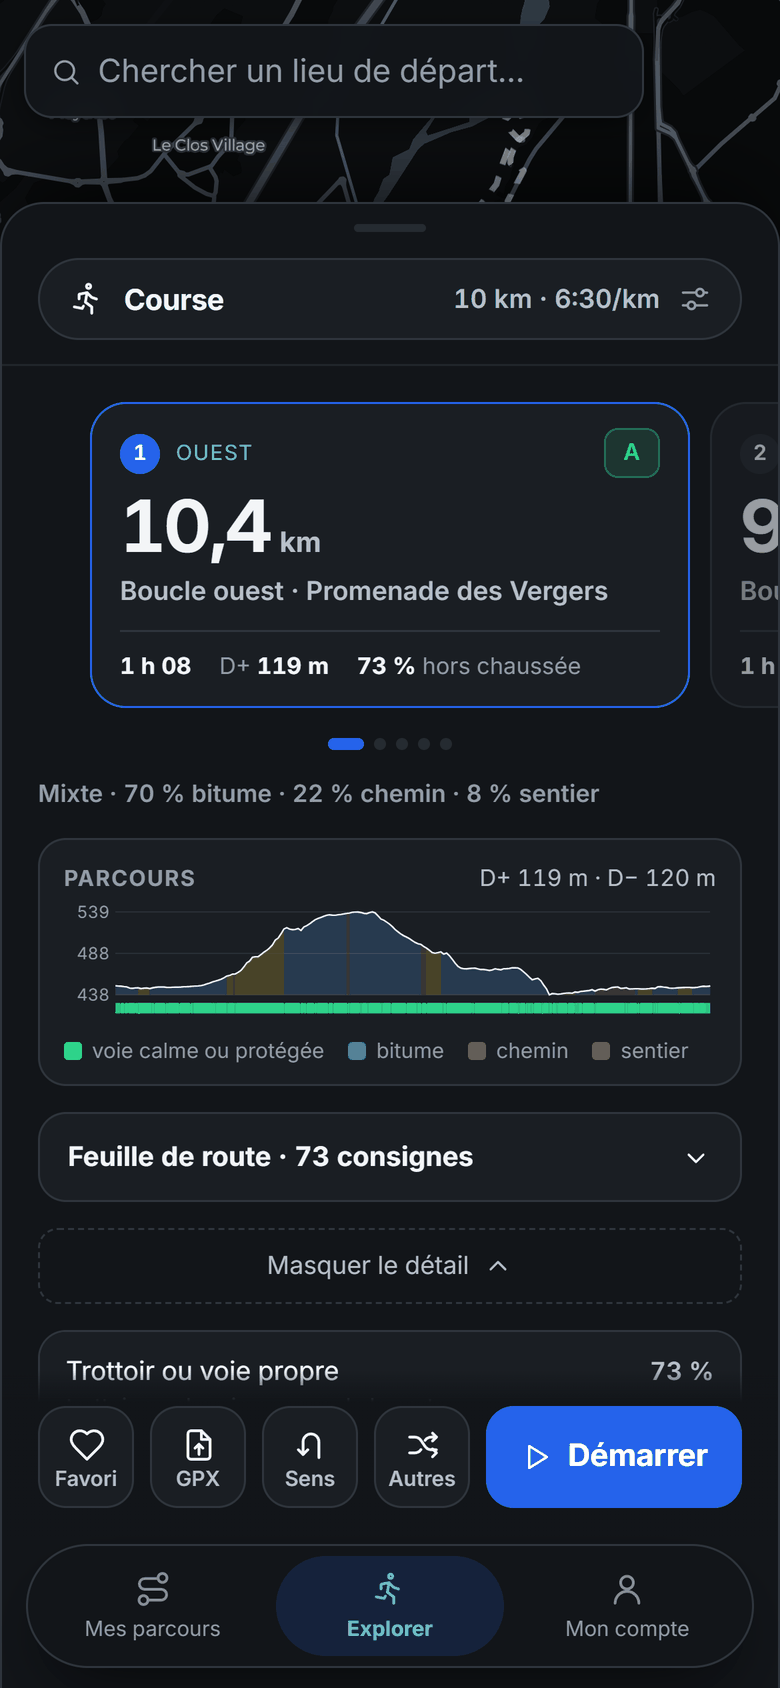 Chercher un lieu de départ...
Le Clos Village
Course
10 km · 6:30/km
1 OUEST A
2
10,4 km
9
Boucle ouest · Promenade des Vergers
Bou
1 h 08 D+ 119 m 73 % hors chaussée
1 h
Mixte · 70 % bitume · 22 % chemin · 8 % sentier
PARCOURS D+ 119 m · D− 120 m
539
488
438
voie calme ou protégée bitume chemin sentier
Feuille de route · 73 consignes
Masquer le détail
Trottoir ou voie propre 73 %
Favori GPX Sens Autres Démarrer
Mes parcours Explorer Mon compte